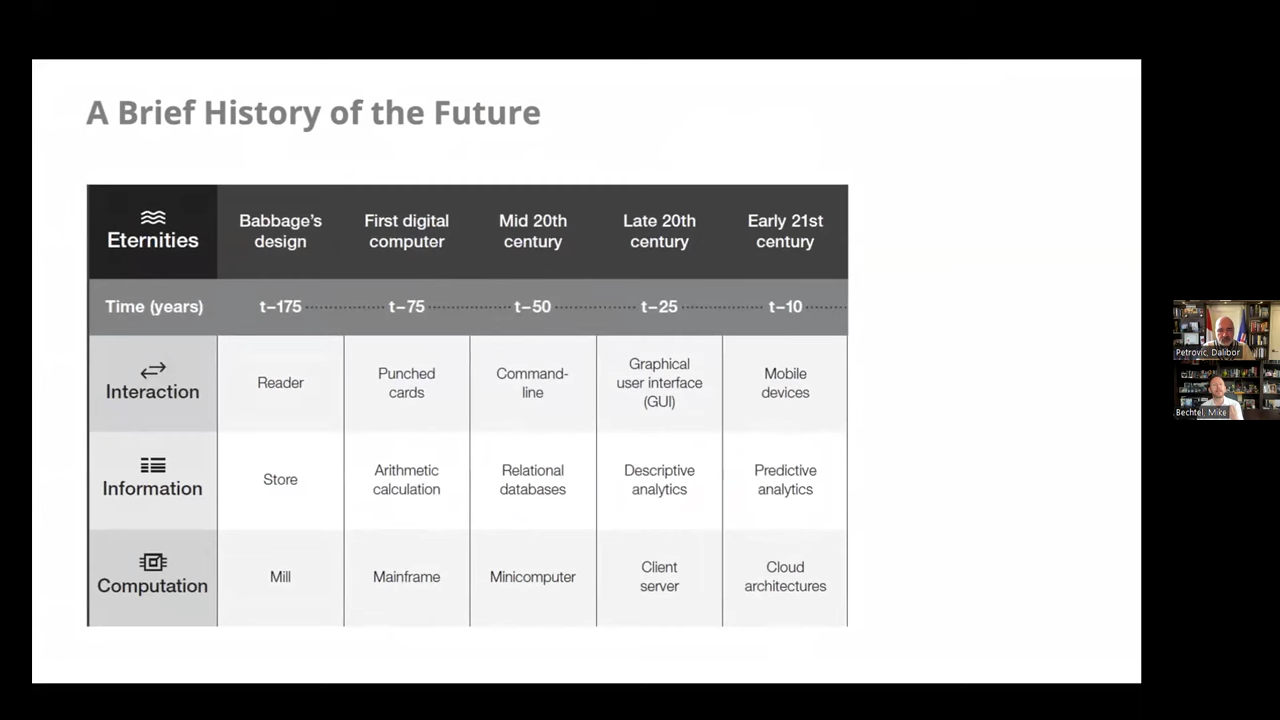 A Brief History of the Future
Eternities
Babbage's
design
First digital
computer
Mid 20th
century
Late 20th
century
Early 21st
century
Time (years)
t–175
t–75
t–50
t–25
t–10
Interaction
Reader
Punched
cards
Command-
line
Graphical
user interface
(GUI)
Mobile
devices
Information
Store
Arithmetic
calculation
Relational
databases
Descriptive
analytics
Predictive
analytics
Computation
Mill
Mainframe
Minicomputer
Client
server
Cloud
architectures
Petrovic, Dalibor
Bechtel, Mike